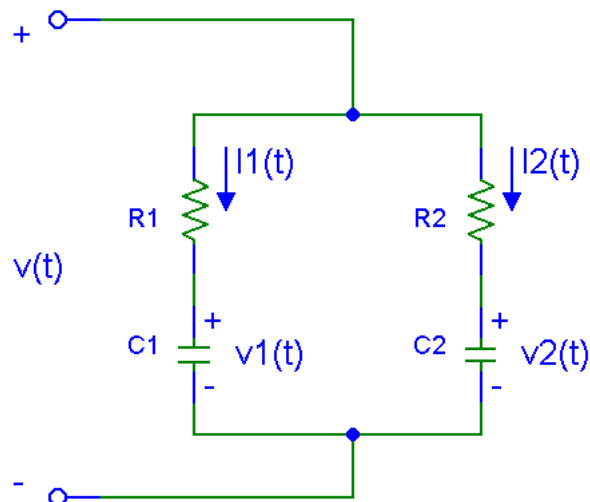 +
I1(t)
I2(t)
R1
R2
v(t)
+
+
C1
v1(t)
C2
v2(t)
-
-
-